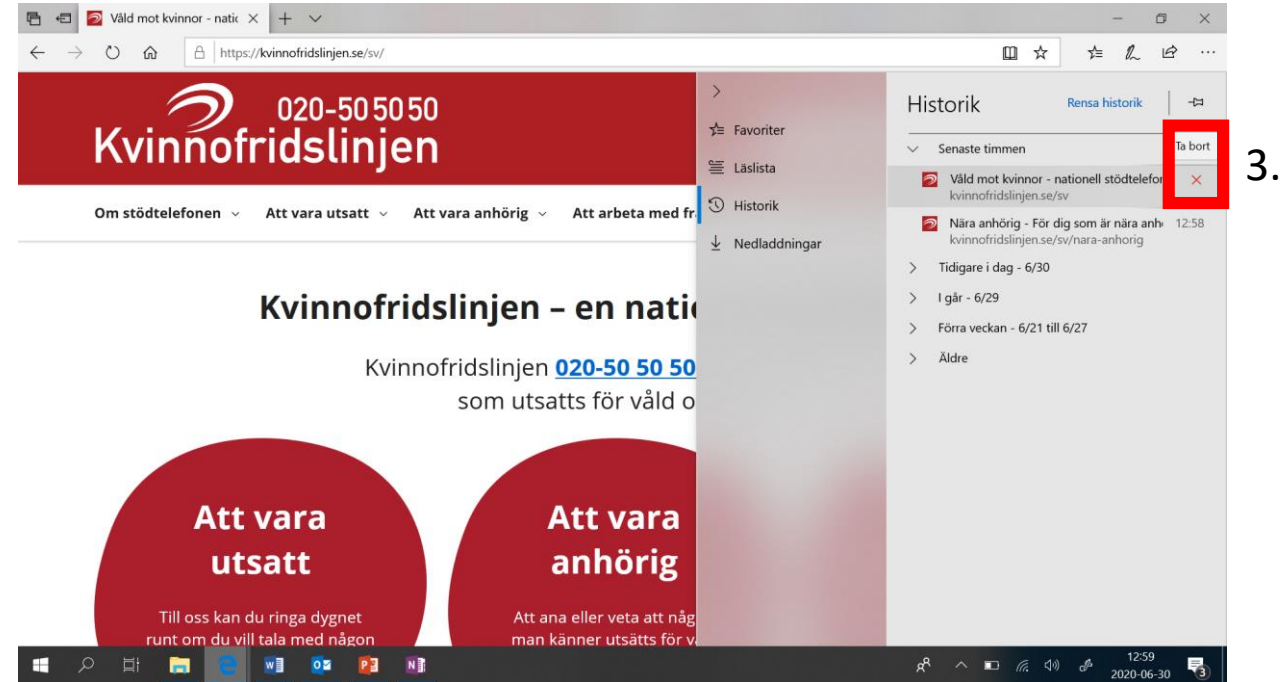 Våld mot kvinnor - natic
https://kvinnofridslinjen.se/sv/
020-50 50 50
Kvinnofridslinjen
Om stödtelefonen
Att vara utsatt
Att vara anhörig
Att arbeta med fr
Kvinnofridslinjen – en nati
Kvinnofridslinjen 020-50 50 50
som utsatts för våld o
Att vara
utsatt
Till oss kan du ringa dygnet
runt om du vill tala med någon
Att vara
anhörig
Att ana eller veta att någ
man känner utsätts för v
Favoriter
Läslista
Historik
Nedladdningar
Historik
Rensa historik
Senaste timmen
Ta bort
Våld mot kvinnor - nationell stödtelefor
kvinnofridslinjen.se/sv
Nära anhörig - För dig som är nära anh 12:58
kvinnofridslinjen.se/sv/nara-anhorig
Tidigare i dag - 6/30
I går - 6/29
Förra veckan - 6/21 till 6/27
Äldre
3.
12:59
2020-06-30
3